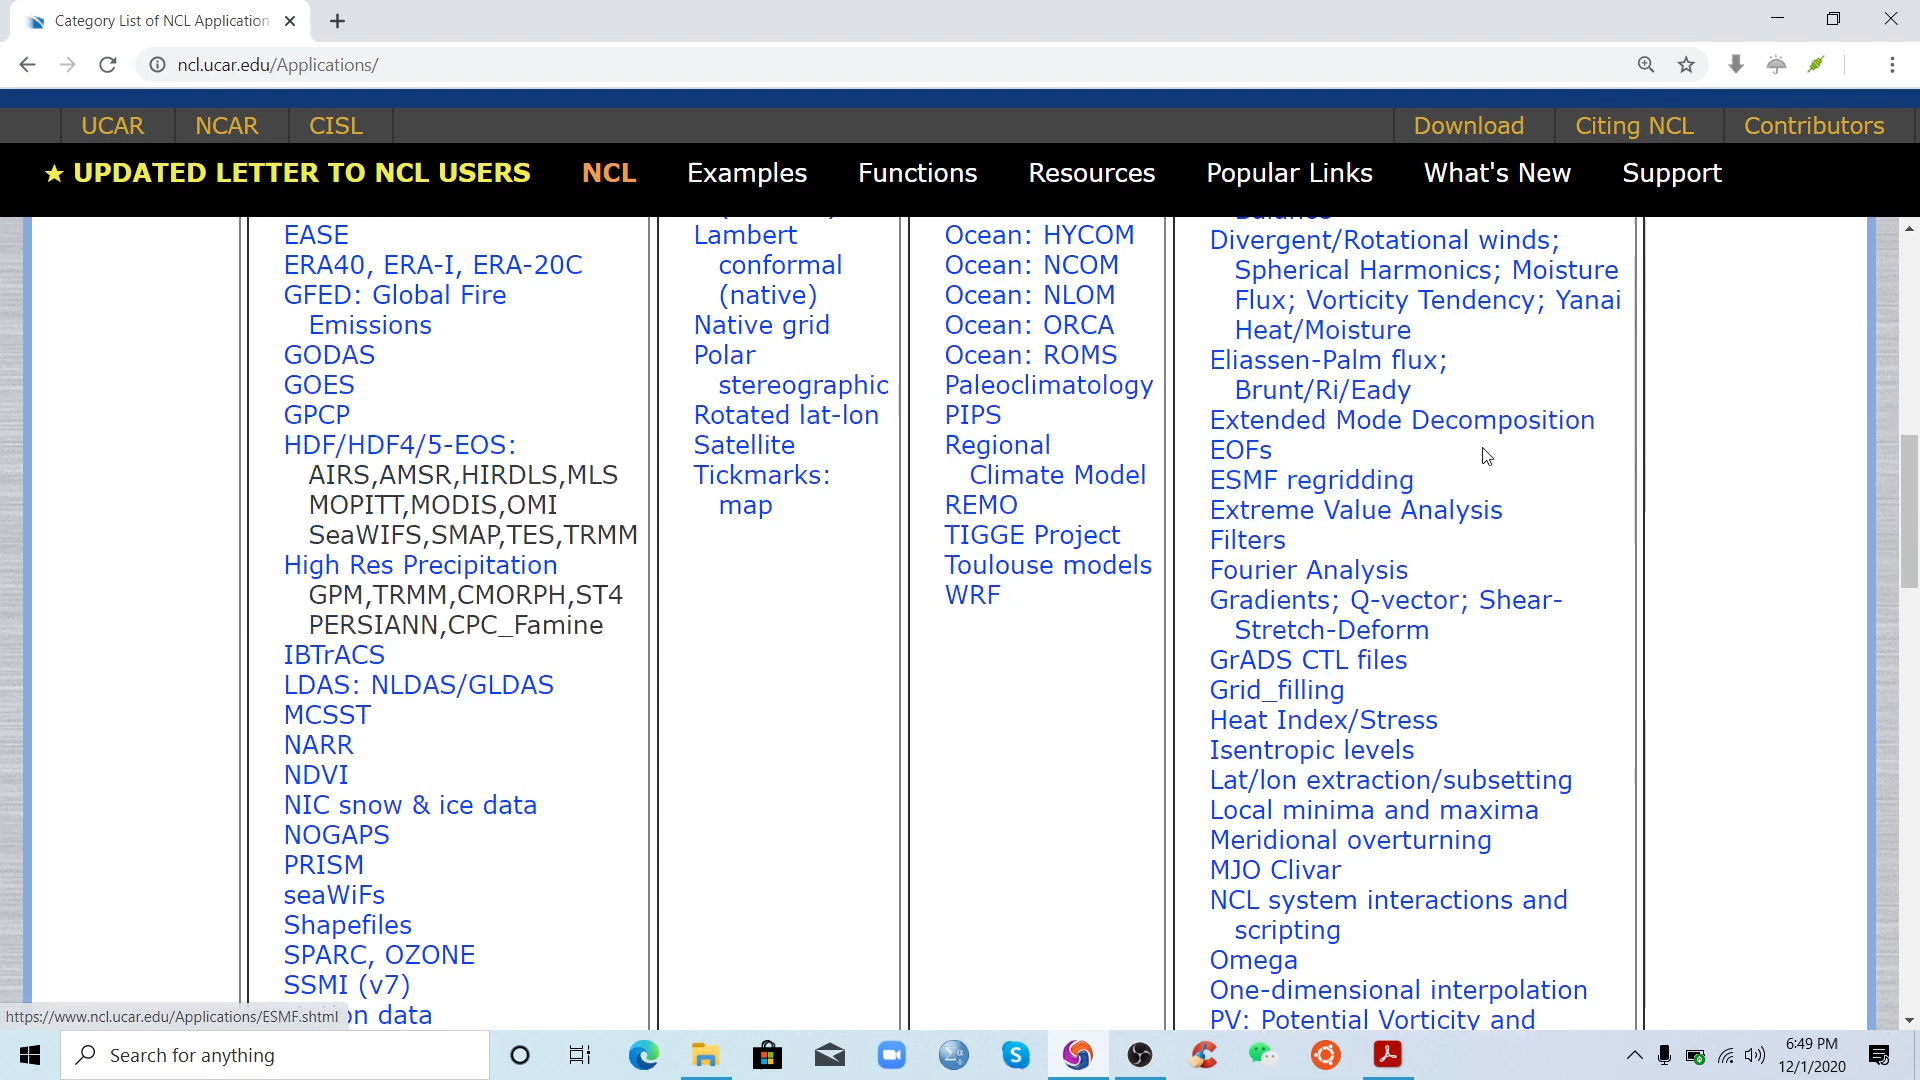 Category List of NCL Application
ncl.ucar.edu/Applications/
UCAR NCAR CISL Download Citing NCL Contributors
★ UPDATED LETTER TO NCL USERS NCL Examples Functions Resources Popular Links What's New Support
EASE
ERA40, ERA-I, ERA-20C
GFED: Global Fire
Emissions
GODAS
GOES
GPCP
HDF/HDF4/5-EOS:
AIRS,AMSR,HIRDLS,MLS
MOPITT,MODIS,OMI
SeaWIFS,SMAP,TES,TRMM
High Res Precipitation
GPM,TRMM,CMORPH,ST4
PERSIANN,CPC_Famine
IBTrACS
LDAS: NLDAS/GLDAS
MCSST
NARR
NDVI
NIC snow & ice data
NOGAPS
PRISM
seaWiFs
Shapefiles
SPARC, OZONE
SSMI (v7)
data
Lambert
conformal
(native)
Native grid
Polar
stereographic
Rotated lat-lon
Satellite
Tickmarks:
map
Ocean: HYCOM
Ocean: NCOM
Ocean: NLOM
Ocean: ORCA
Ocean: ROMS
Paleoclimatology
PIPS
Regional
Climate Model
REMO
TIGGE Project
Toulouse models
WRF
Balance
Divergent/Rotational winds;
Spherical Harmonics; Moisture
Flux; Vorticity Tendency; Yanai
Heat/Moisture
Eliassen-Palm flux;
Brunt/Ri/Eady
Extended Mode Decomposition
EOFs
ESMF regridding
Extreme Value Analysis
Filters
Fourier Analysis
Gradients; Q-vector; Shear-
Stretch-Deform
GrADS CTL files
Grid_filling
Heat Index/Stress
Isentropic levels
Lat/lon extraction/subsetting
Local minima and maxima
Meridional overturning
MJO Clivar
NCL system interactions and
scripting
Omega
One-dimensional interpolation
PV: Potential Vorticity and
https://www.ncl.ucar.edu/Applications/ESMF.shtml
Search for anything
6:49 PM
12/1/2020